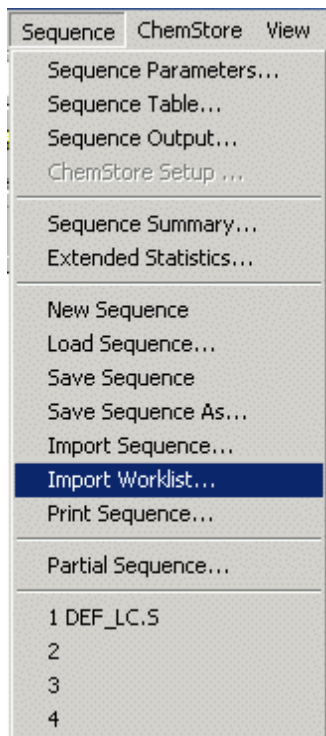 Sequence ChemStore View
Sequence Parameters...
Sequence Table...
Sequence Output...
ChemStore Setup ...
Sequence Summary...
Extended Statistics...
New Sequence
Load Sequence...
Save Sequence
Save Sequence As...
Import Sequence...
Import Worklist...
Print Sequence...
Partial Sequence...
1 DEF_LC.S
2
3
4